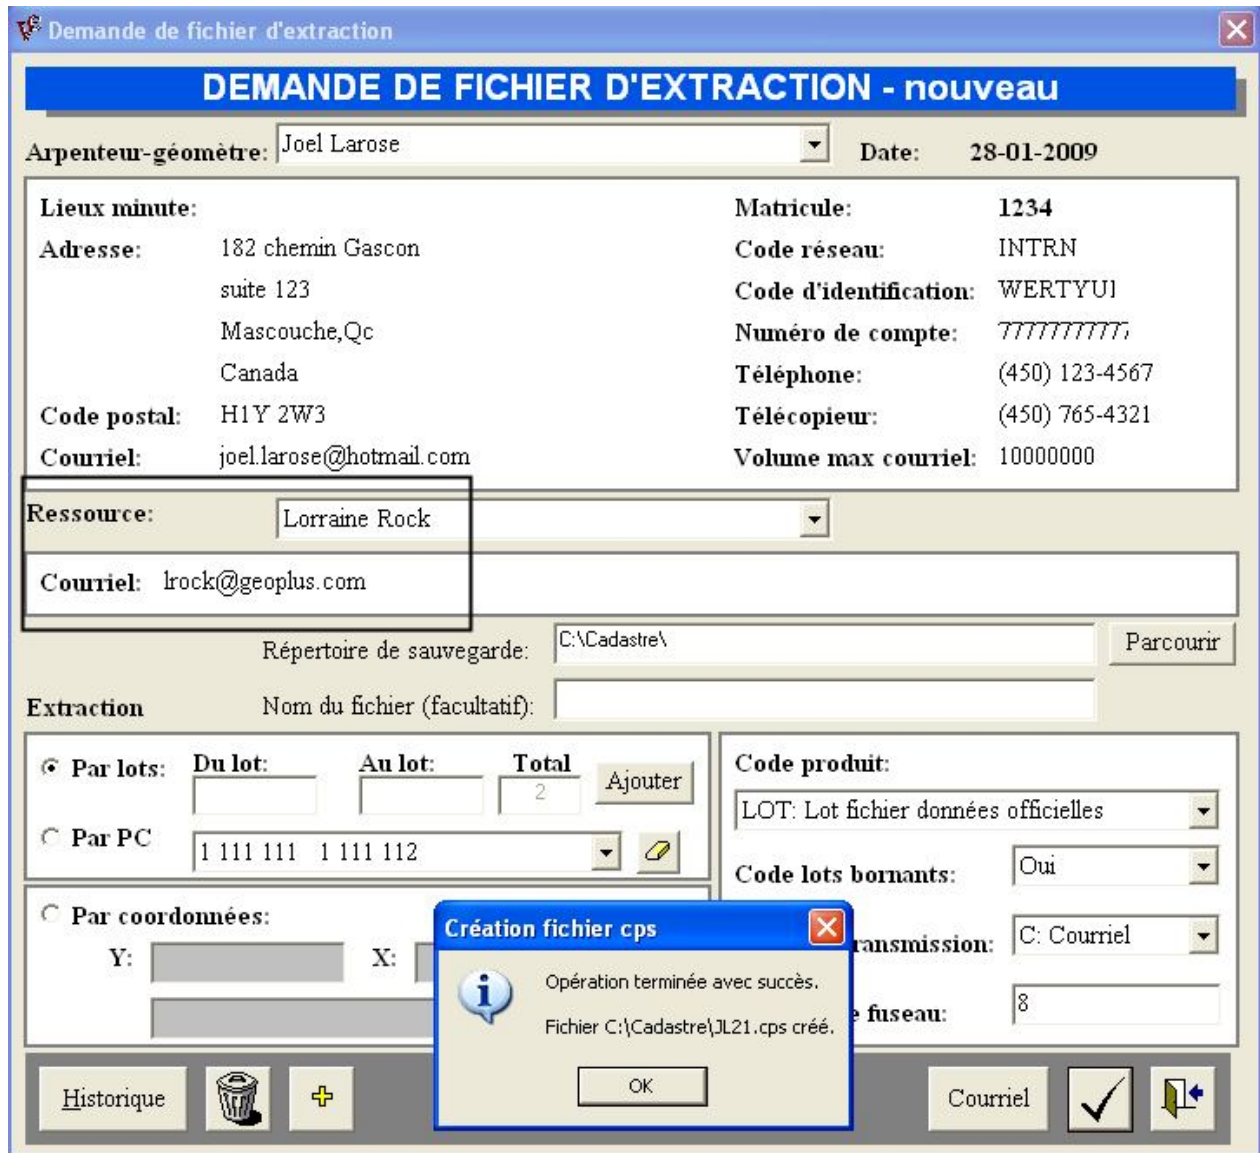 Demande de fichier d'extraction
DEMANDE DE FICHIER D'EXTRACTION - nouveau
Arpenteur-géomètre: Joel Larose Date: 28-01-2009
Lieux minute: Matricule: 1234
Adresse: 182 chemin Gascon Code réseau: INTRN
suite 123 Code d'identification: WERTYUI
Mascouche,Qc Numéro de compte: 77777777777
Canada Téléphone: (450) 123-4567
Code postal: H1Y 2W3 Télécopieur: (450) 765-4321
Courriel: joel.larose@hotmail.com Volume max courriel: 10000000
Ressource: Lorraine Rock
Courriel: lrock@geoplus.com
Répertoire de sauvegarde: C:\Cadastre\ Parcourir
Extraction Nom du fichier (facultatif):
Par lots: Du lot: Au lot: Total 2 Ajouter Code produit:
LOT: Lot fichier données officielles
Par PC 1 111 111 1 111 112
Code lots bornants: Oui
Par coordonnées:
Y: X:
ransmission: C: Courriel
fuseau: 8
Création fichier cps
Opération terminée avec succès.
Fichier C:\Cadastre\JL21.cps créé.
OK
Historique Courriel